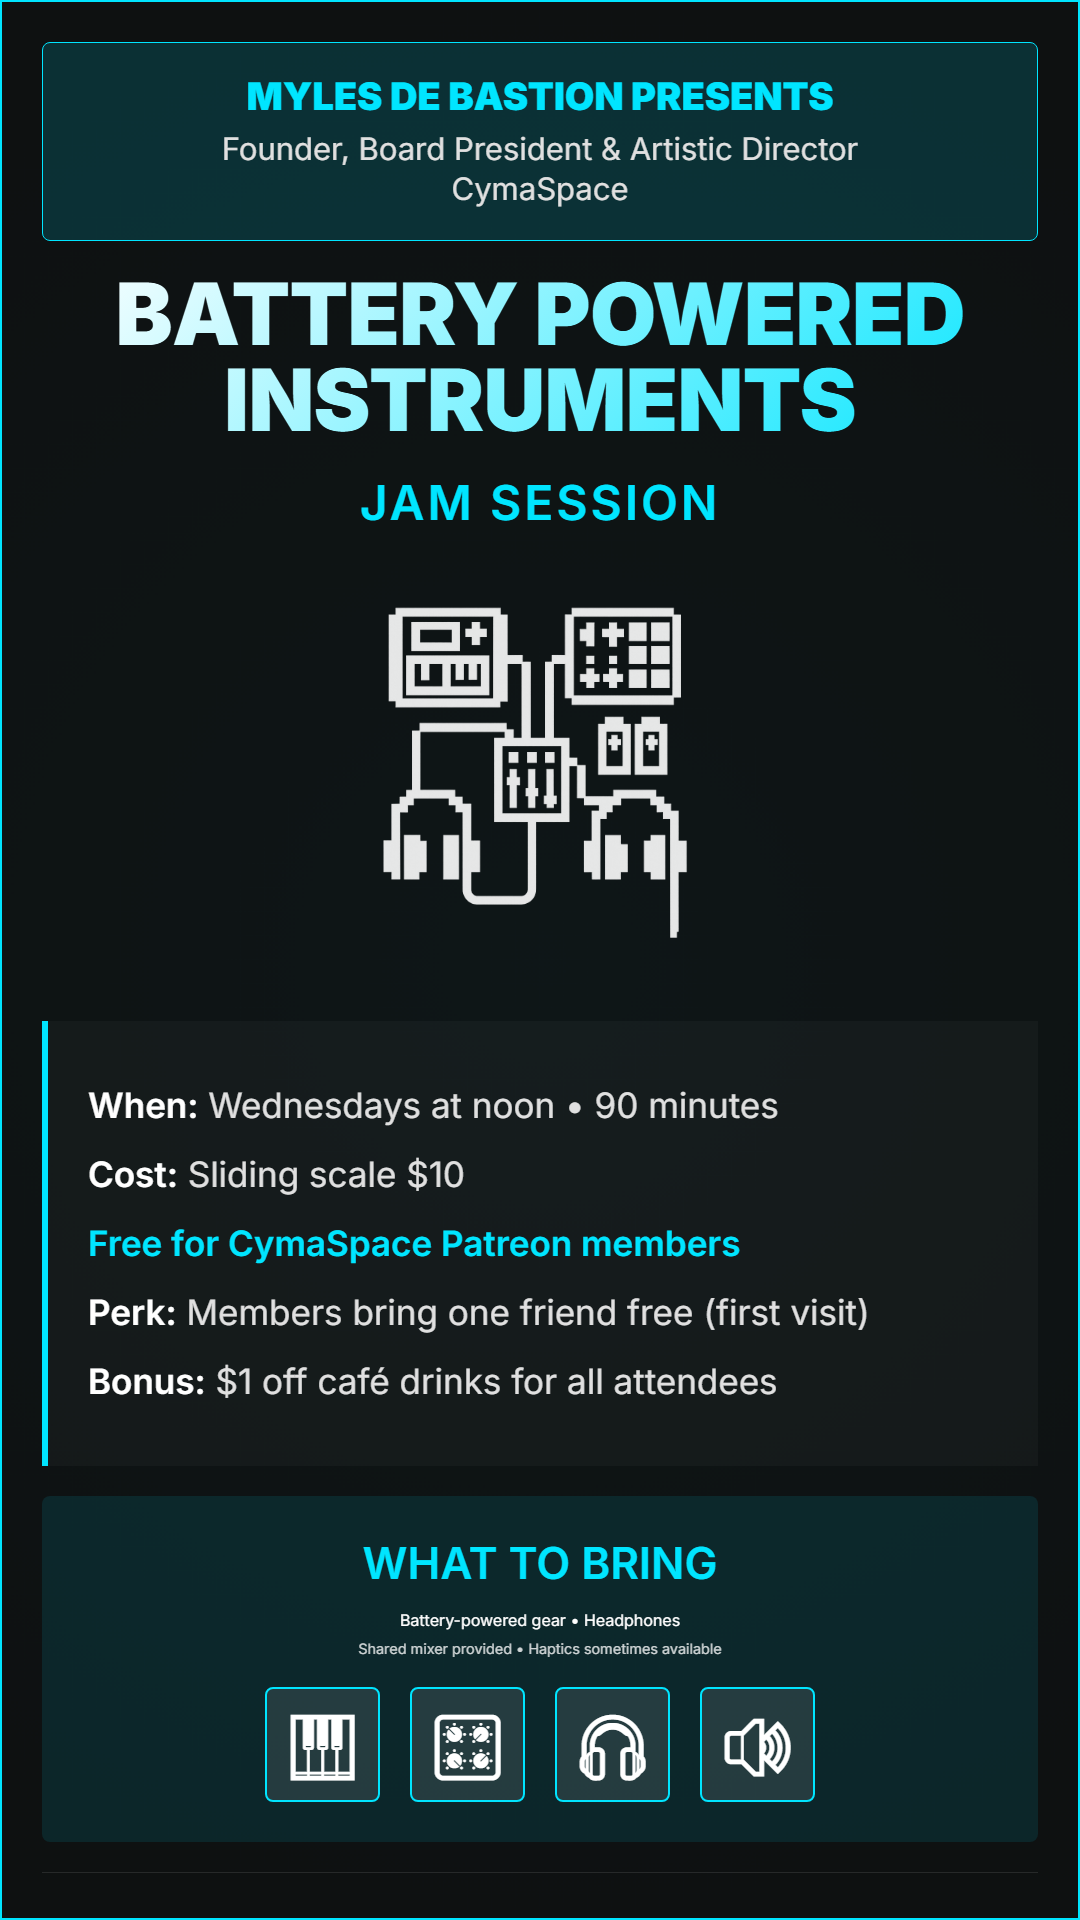 MYLES DE BASTION PRESENTS
Founder, Board President & Artistic Director
CymaSpace
BATTERY POWERED
INSTRUMENTS
JAM SESSION
When: Wednesdays at noon • 90 minutes
Cost: Sliding scale $10
Free for CymaSpace Patreon members
Perk: Members bring one friend free (first visit)
Bonus: $1 off café drinks for all attendees
WHAT TO BRING
Battery-powered gear • Headphones
Shared mixer provided • Haptics sometimes available